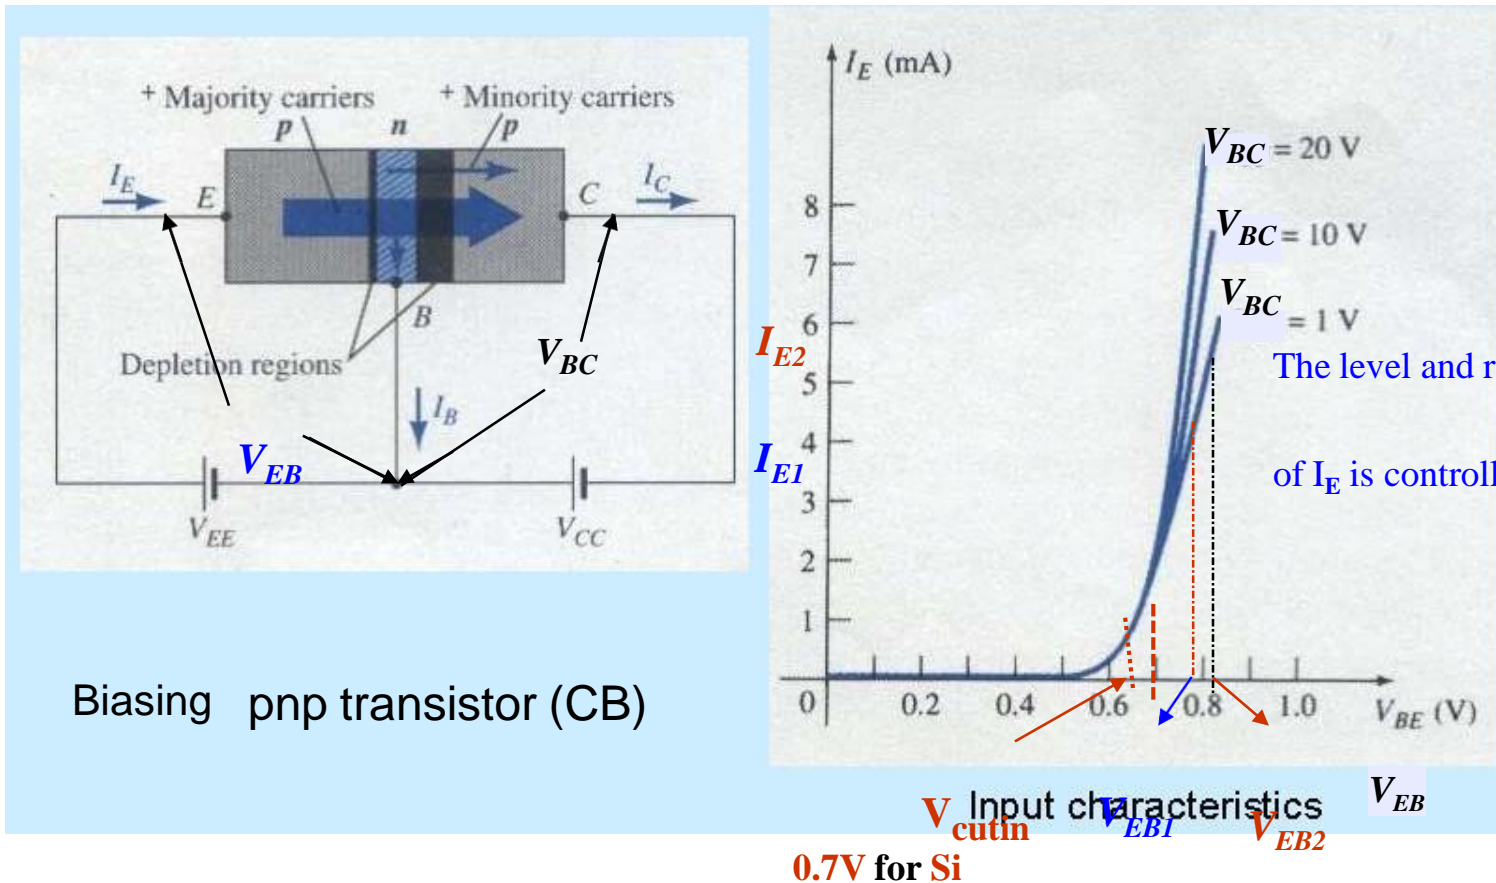 + Majority carriers
+ Minority carriers
p n p
I_E
E
C
I_C
B
Depletion regions
V_BC
I_B
V_EB
V_EE
V_CC
Biasing pnp transistor (CB)
I_E (mA)
V_BC = 20 V
8
V_BC = 10 V
7
V_BC = 1 V
I_E2
6
The level and r
5
I_E1
4
of I_E is controll
3
2
1
0
0.2
0.4
0.6
0.8
1.0
V_BE (V)
V_EB
Input characteristics
V_cutin
V_EB1
V_EB2
0.7V for Si